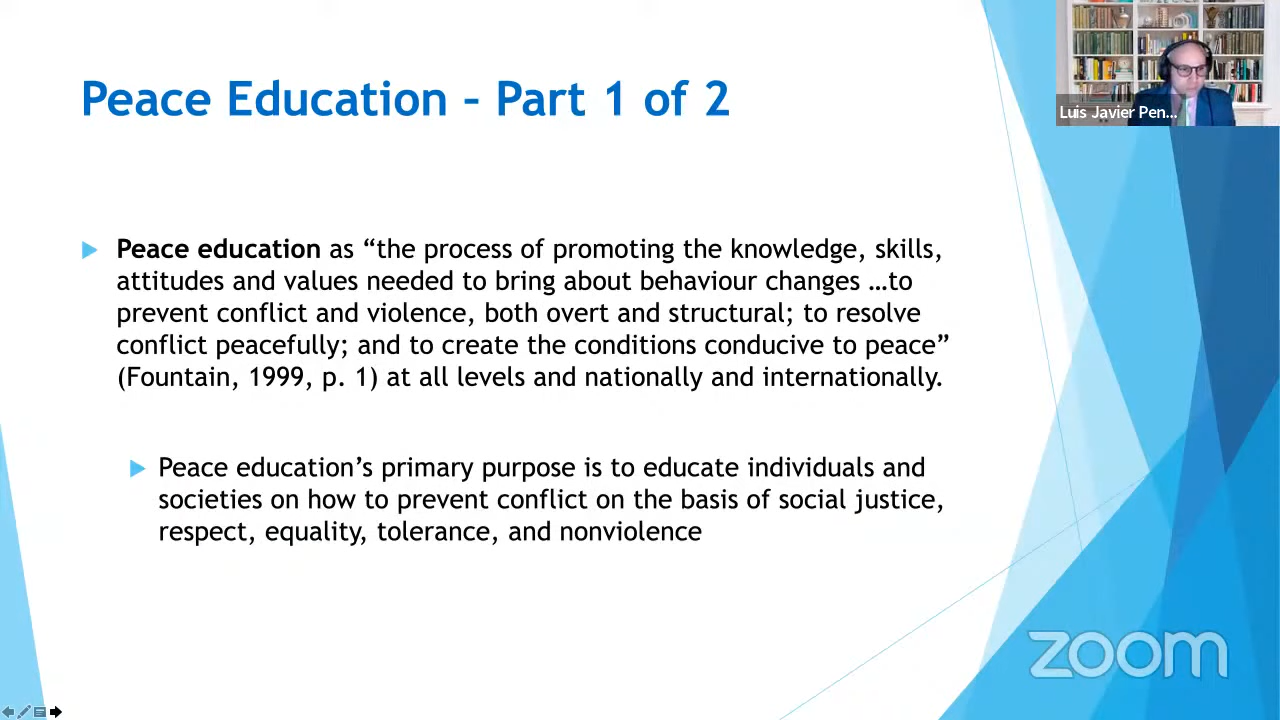 Peace Education – Part 1 of 2
Luis Javier Pen...
Peace education as “the process of promoting the knowledge, skills,
attitudes and values needed to bring about behaviour changes …to
prevent conflict and violence, both overt and structural; to resolve
conflict peacefully; and to create the conditions conducive to peace”
(Fountain, 1999, p. 1) at all levels and nationally and internationally.
Peace education’s primary purpose is to educate individuals and
societies on how to prevent conflict on the basis of social justice,
respect, equality, tolerance, and nonviolence
zoom